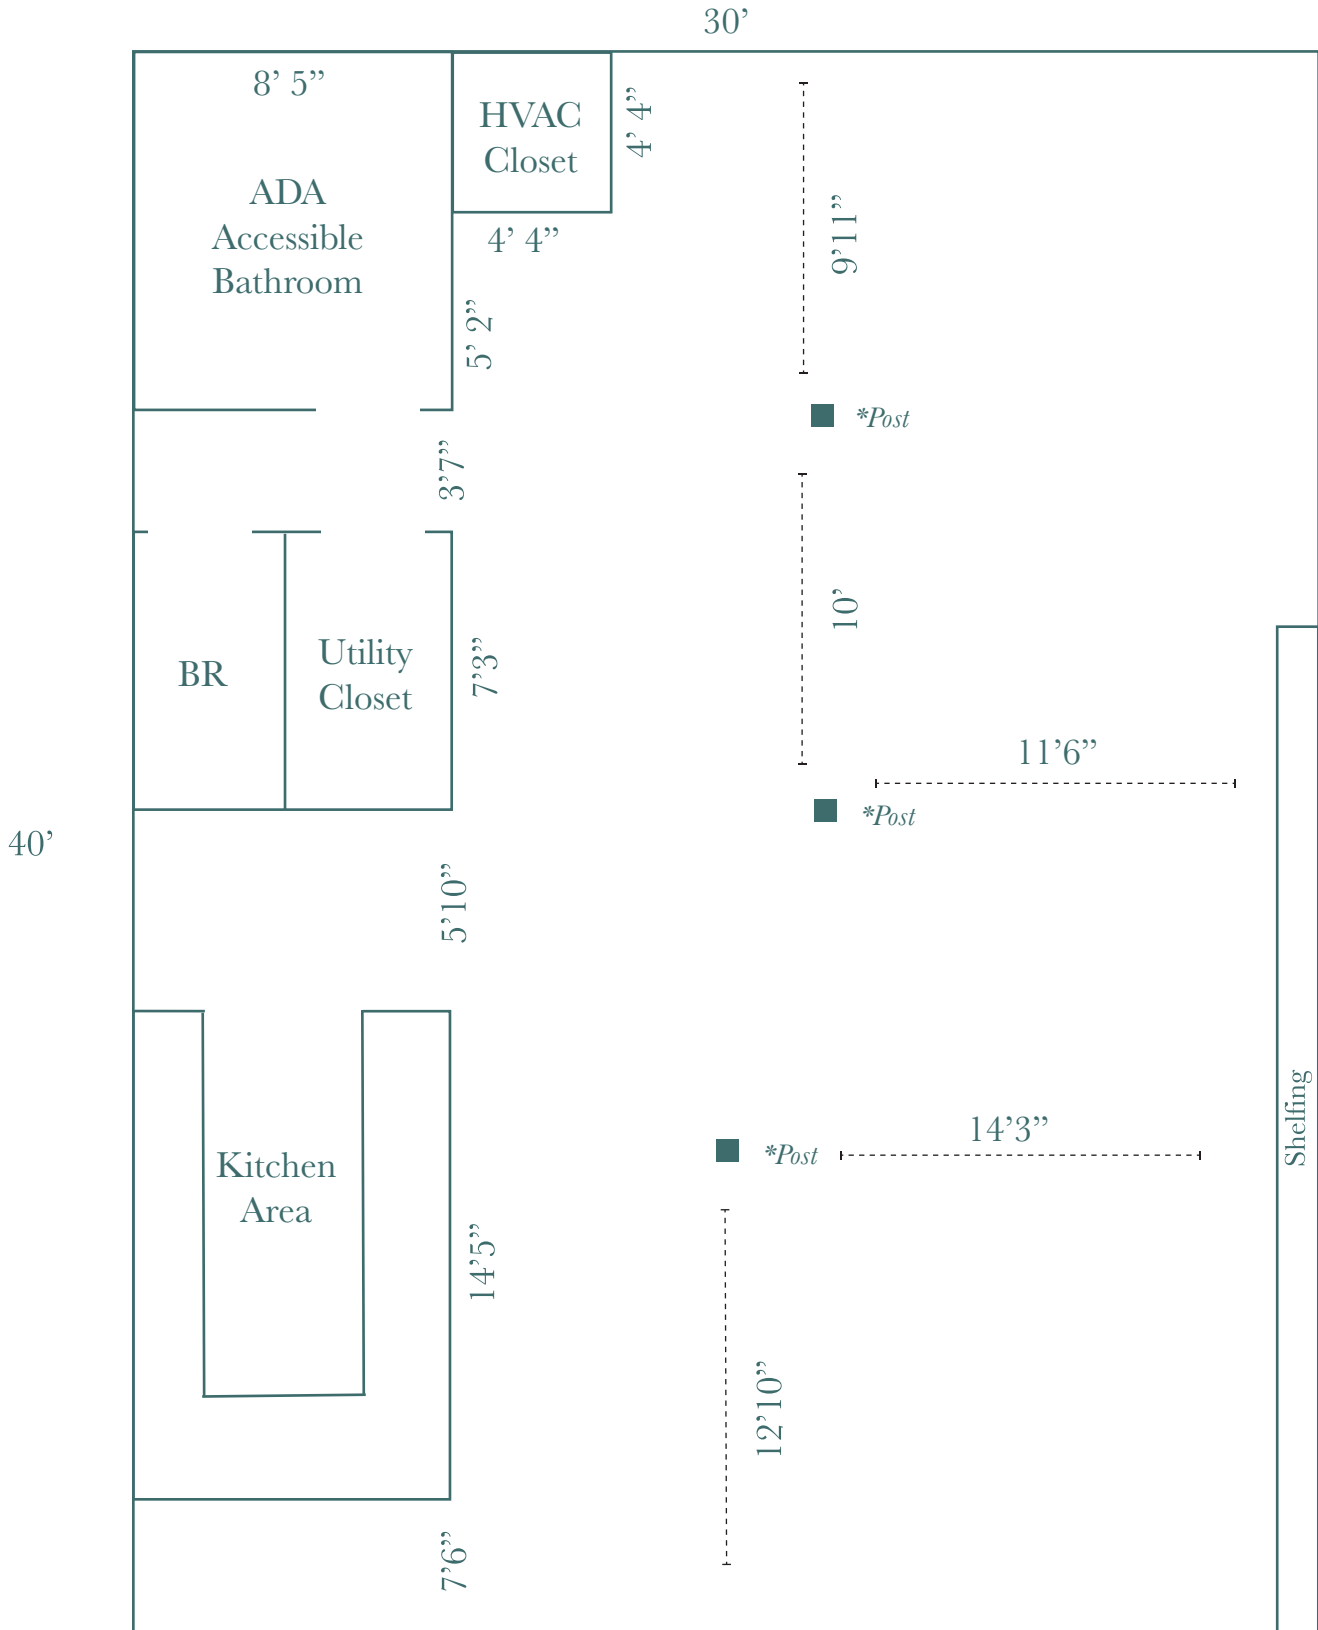 30’
8’ 5”
HVAC
Closet
4’ 4”
ADA
Accessible
Bathroom
4’ 4”
9’11”
5’ 2”
*Post
3’7”
10’
BR
Utility
Closet
7’3”
11’6”
*Post
40’
5’10”
Shelfing
14’3”
*Post
Kitchen
Area
14’5”
12’10”
7’6”